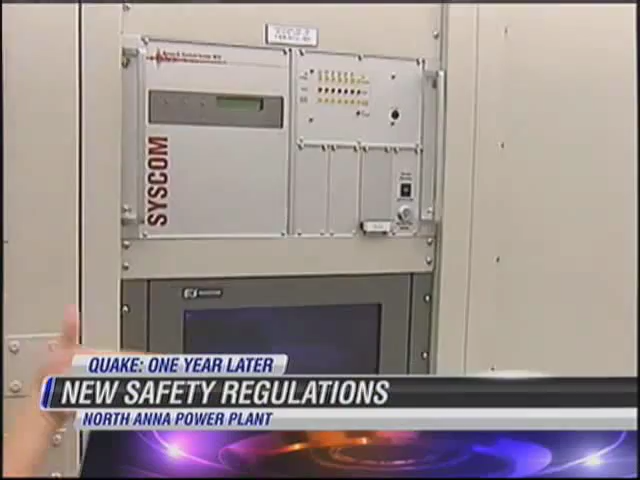 SYSCOM
QUAKE: ONE YEAR LATER
NEW SAFETY REGULATIONS
NORTH ANNA POWER PLANT